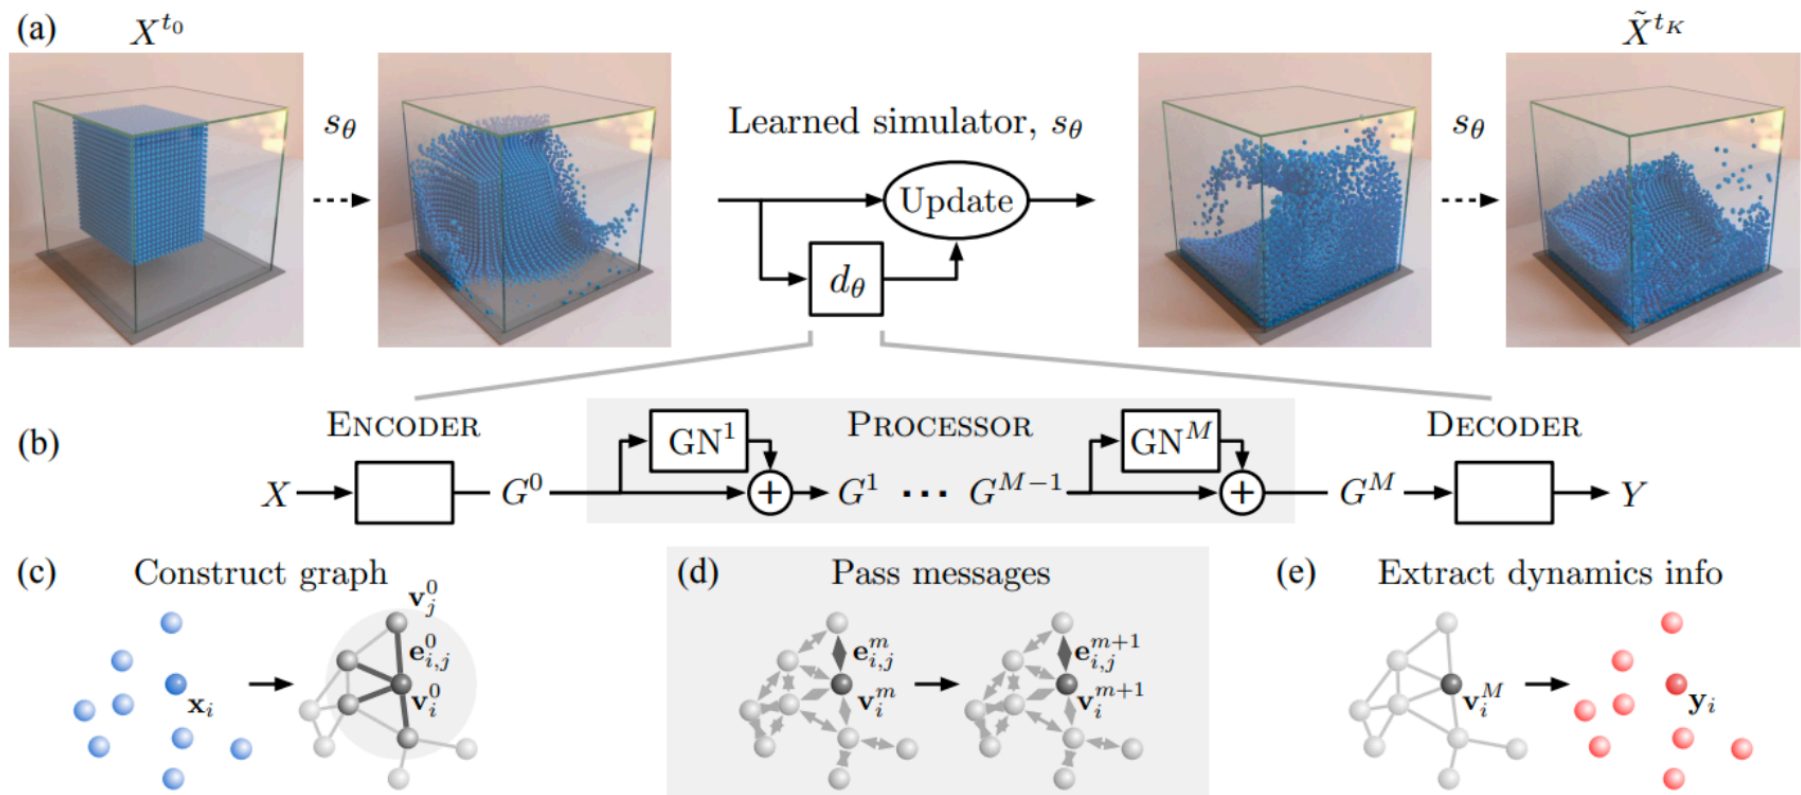 (a) X^{t_0} X̃^{t_K}
s_θ Learned simulator, s_θ s_θ
Update
d_θ
(b) ENCODER PROCESSOR DECODER
GN^1 GN^M
X G^0 + G^1 ··· G^{M−1} + G^M Y
(c) Construct graph
v_j^0
e_{i,j}^0
v_i^0
x_i
(d) Pass messages
e_{i,j}^m e_{i,j}^{m+1}
v_i^m v_i^{m+1}
(e) Extract dynamics info
v_i^M y_i